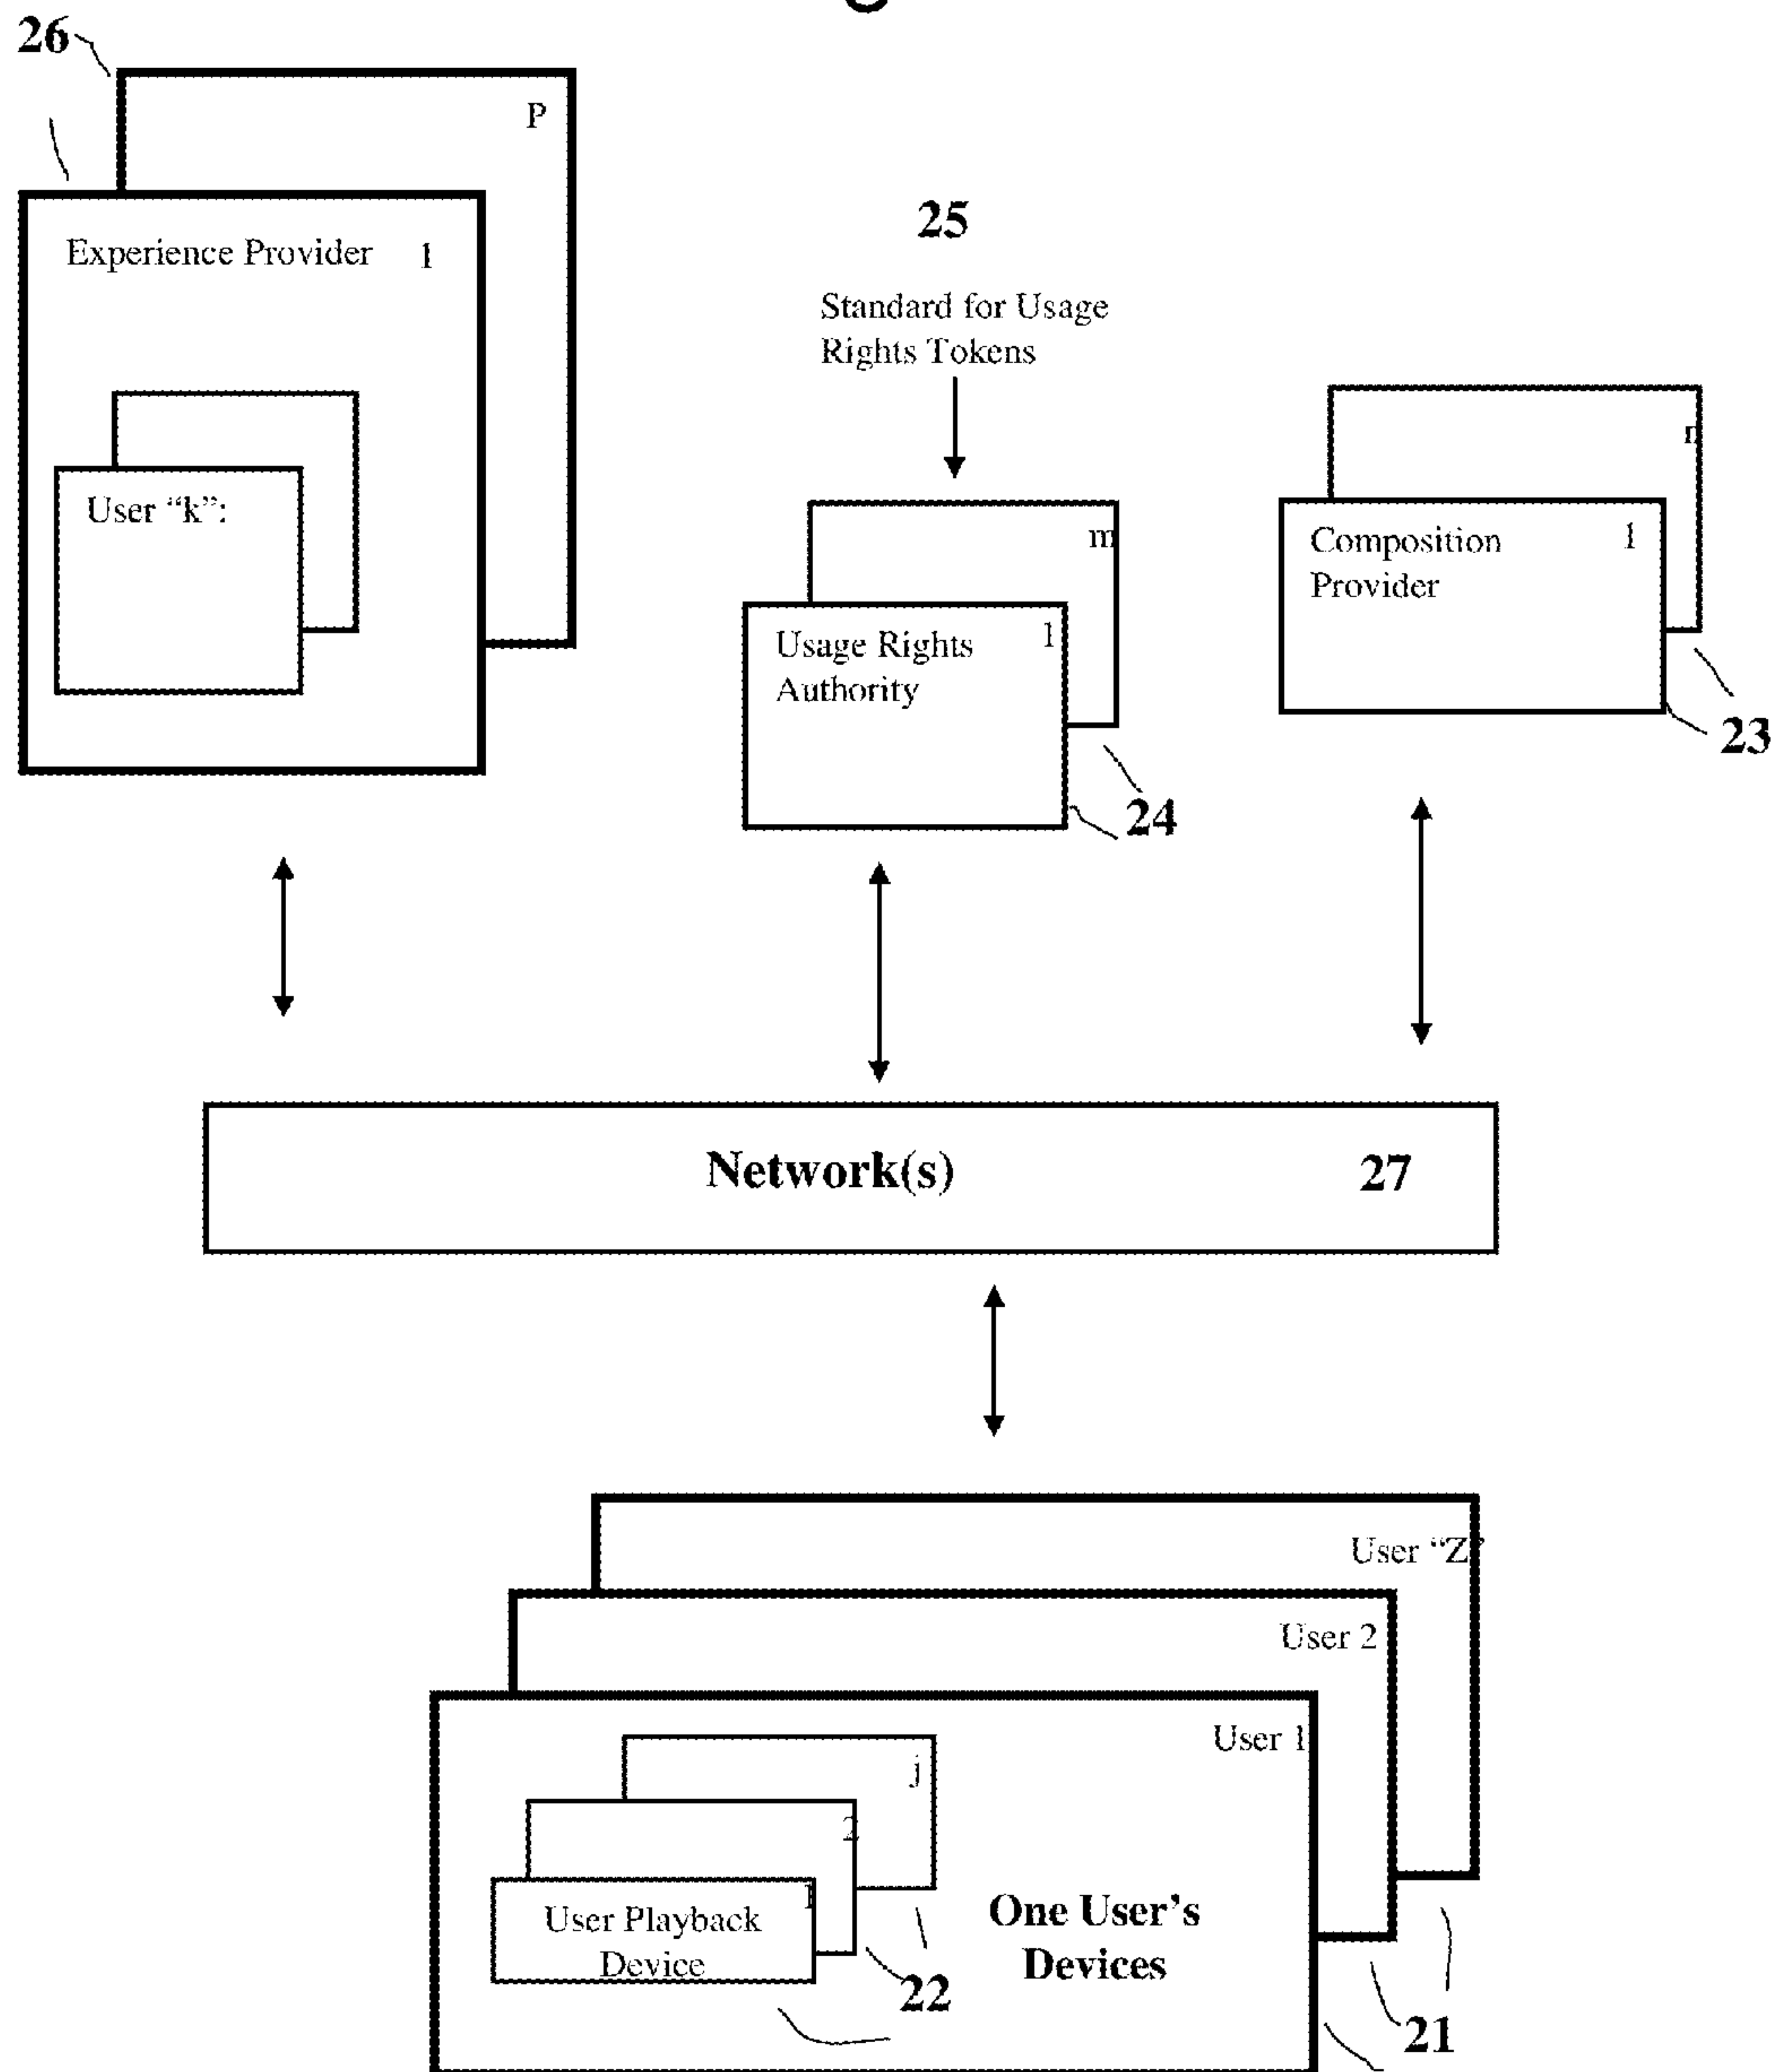 26
P
Experience Provider 1
User “k”:
25
Standard for Usage
Rights Tokens
m
Usage Rights 1
Authority
24
n
Composition 1
Provider
23
Network(s) 27
User “Z”
User 2
User 1
j
2
1
User Playback
Device
One User’s
Devices
22
21